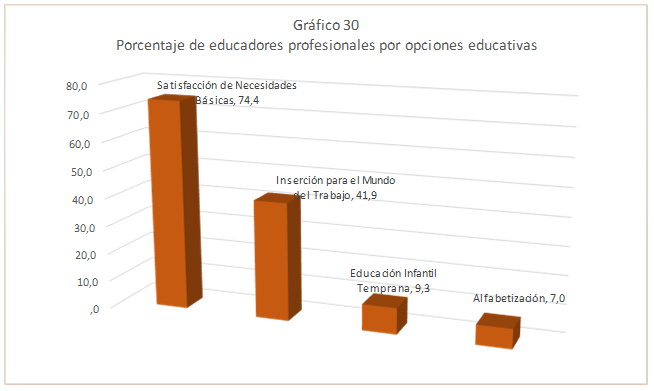 Gráfico 30
Porcentaje de educadores profesionales por opciones educativas
80,0
70,0
60,0
50,0
40,0
30,0
20,0
10,0
,0
Satisfacción de Necesidades
Básicas, 74,4
Inserción para el Mundo
del Trabajo, 41,9
Educación Infantil
Temprana, 9,3
Alfabetización, 7,0